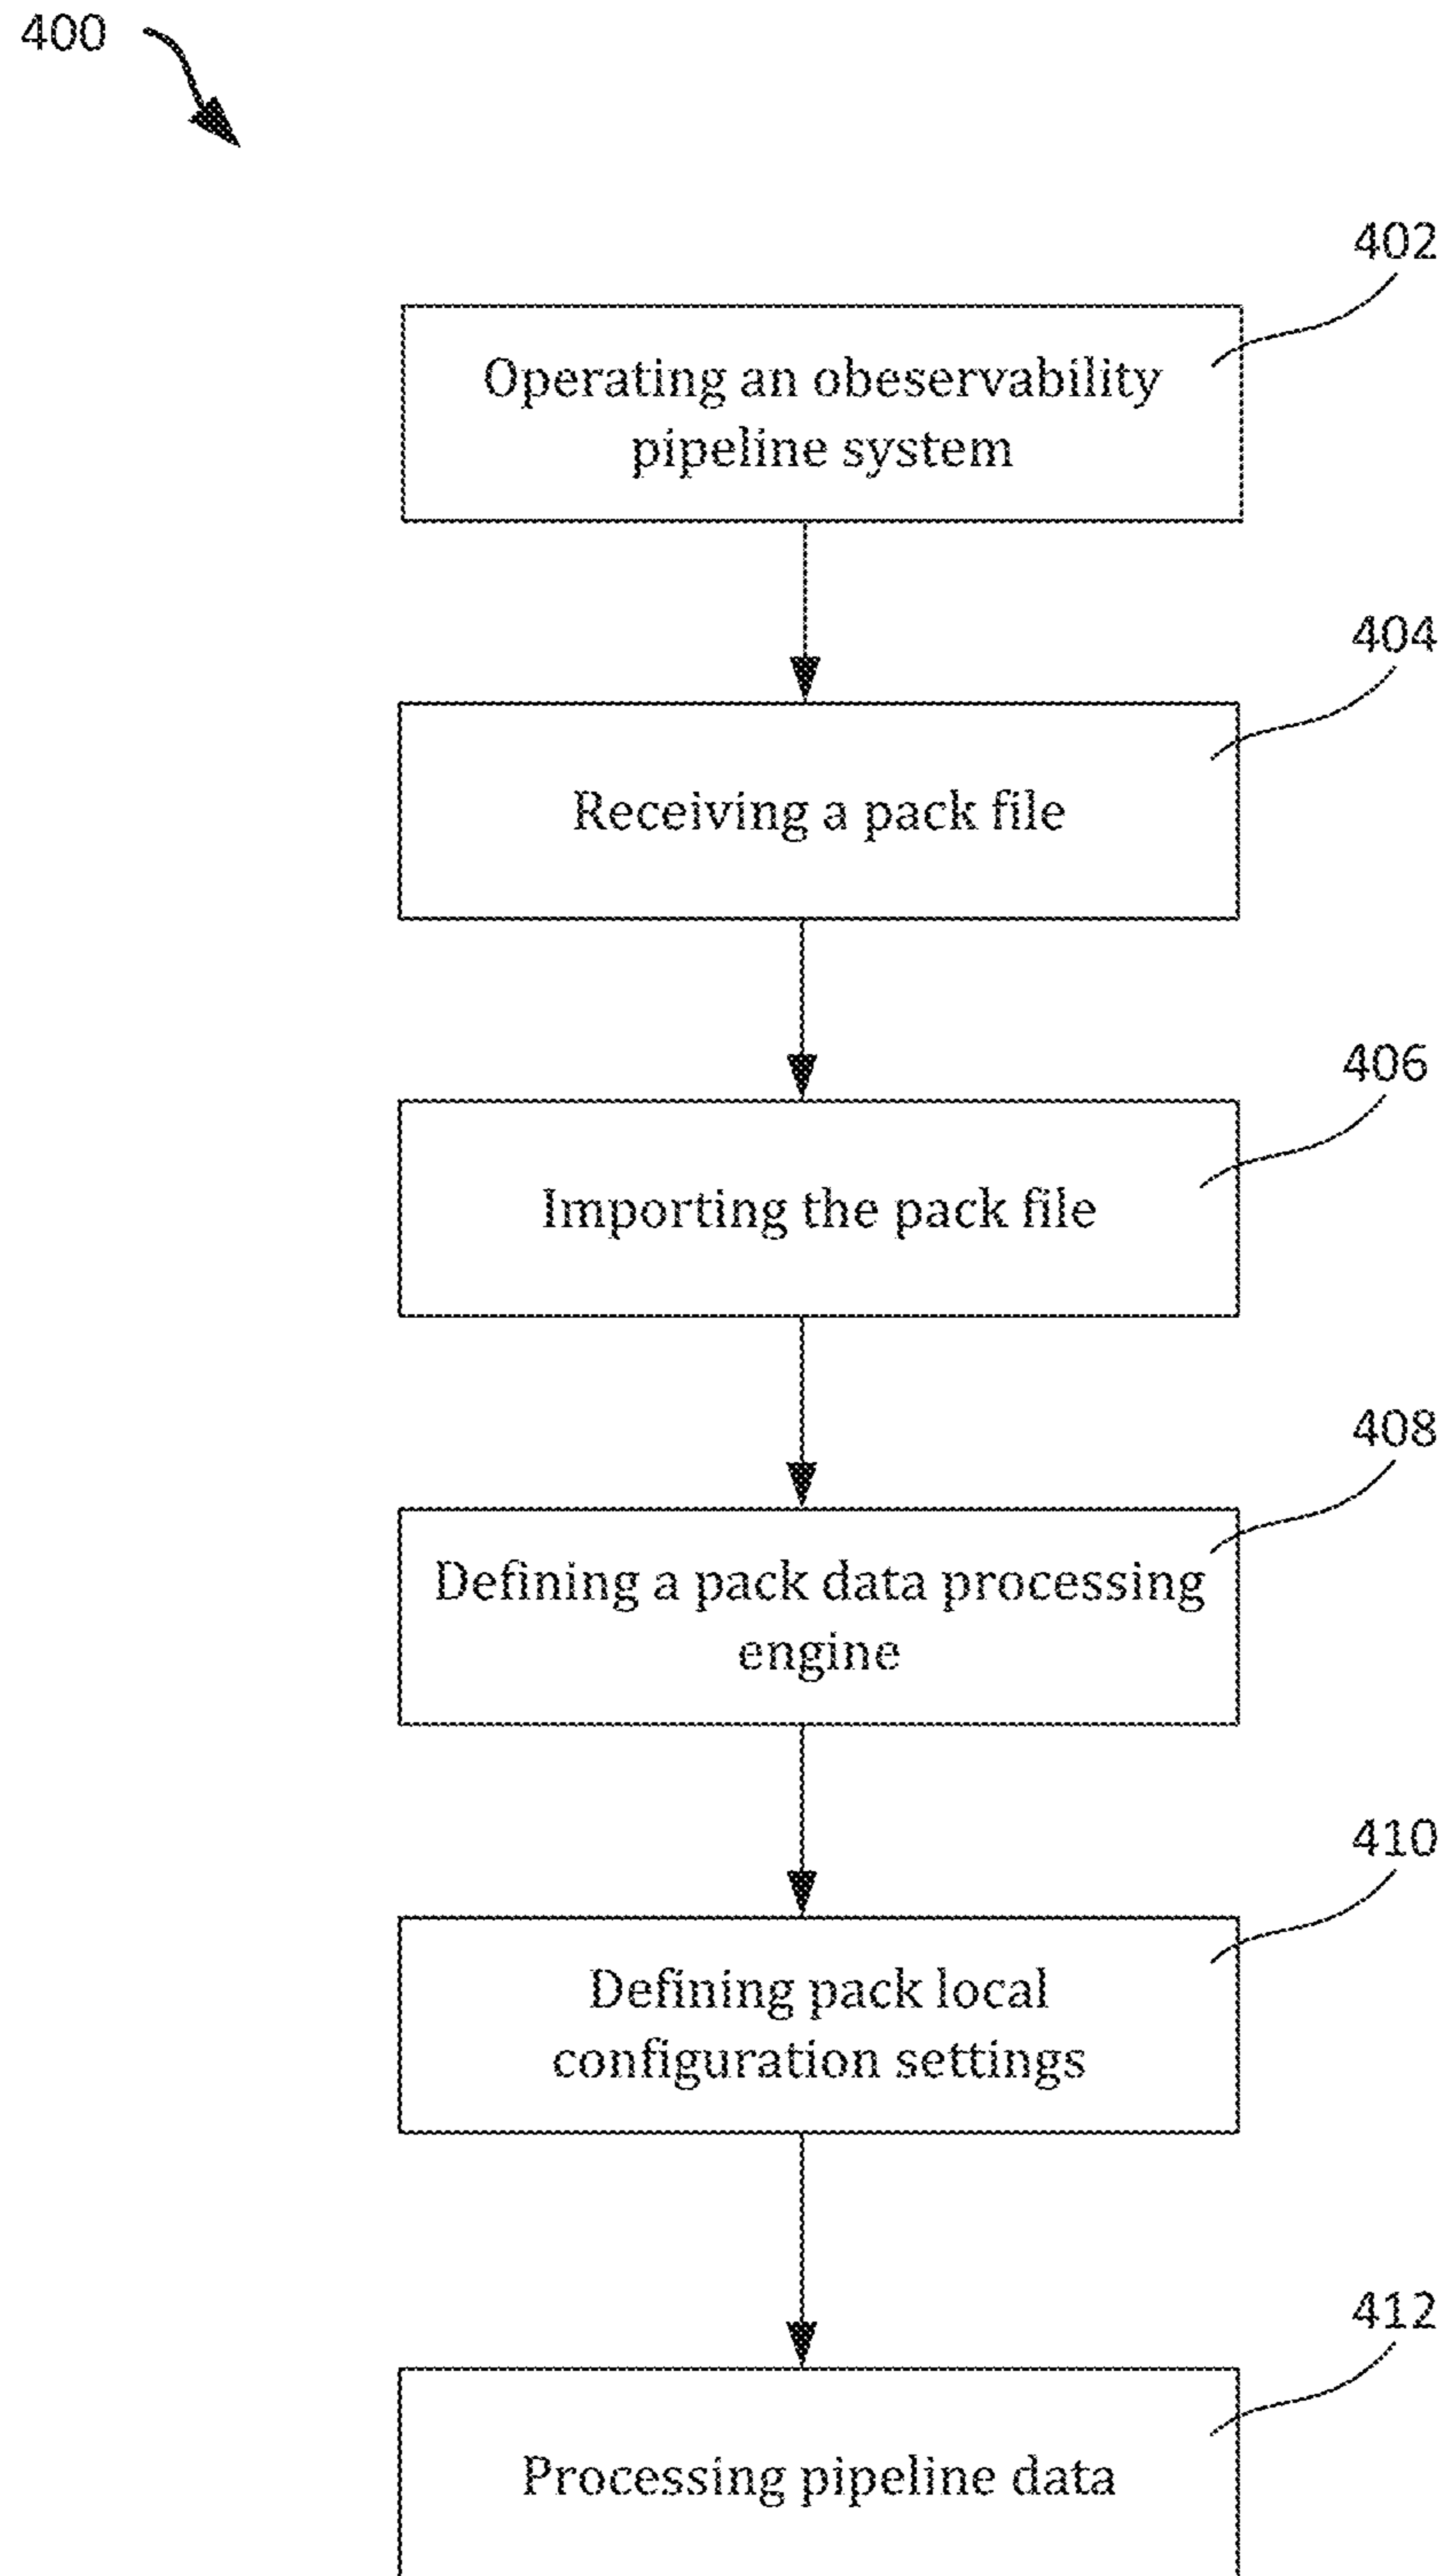 400
402
Operating an obeservability
pipeline system
404
Receiving a pack file
406
Importing the pack file
408
Defining a pack data processing
engine
410
Defining pack local
configuration settings
412
Processing pipeline data